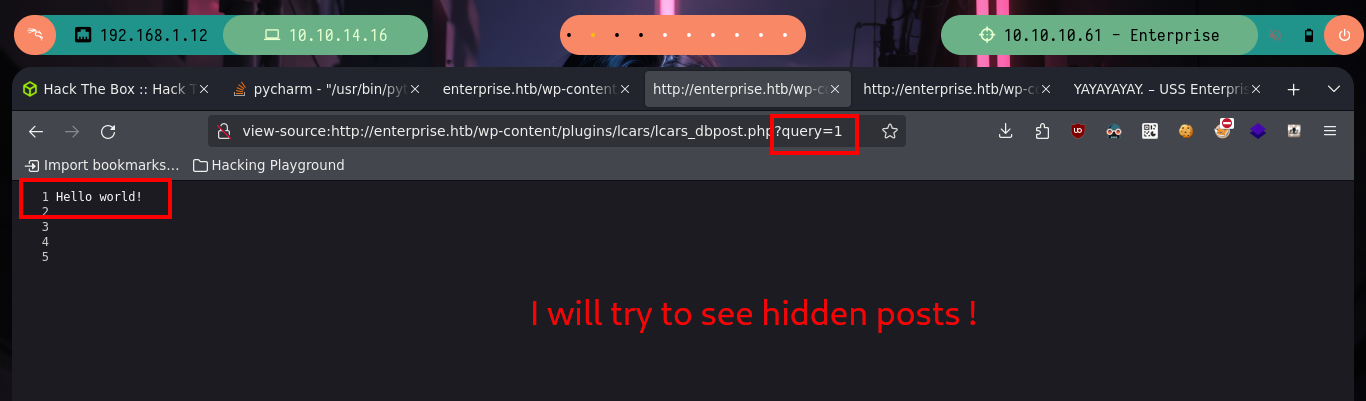 192.168.1.12 10.10.14.16 10.10.10.61 - Enterprise
Hack The Box :: Hack T pycharm - "/usr/bin/pyt enterprise.htb/wp-content http://enterprise.htb/wp-c http://enterprise.htb/wp-c YAYAYAYAY. – USS Enterpris
view-source:http://enterprise.htb/wp-content/plugins/lcars/lcars_dbpost.php?query=1
Import bookmarks... Hacking Playground
1 Hello world!
2
3
4
5
I will try to see hidden posts !